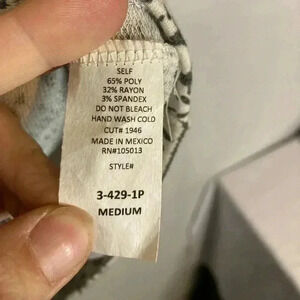 SELF
65% POLY
32% RAYON
3% SPANDEX
DO NOT BLEACH
HAND WASH COLD
CUT# 1946
MADE IN MEXICO
RN#105013
STYLE#
3-429-1P
MEDIUM